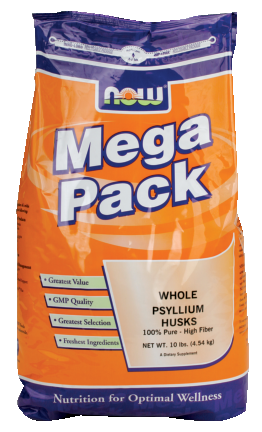 now
Mega
Pack
• Greatest Value
• GMP Quality
• Greatest Selection
• Freshest Ingredients
WHOLE
PSYLLIUM
HUSKS
100% Pure - High Fiber
NET WT. 10 lbs. (4.54 kg)
A Dietary Supplement
Nutrition for Optimal Wellness